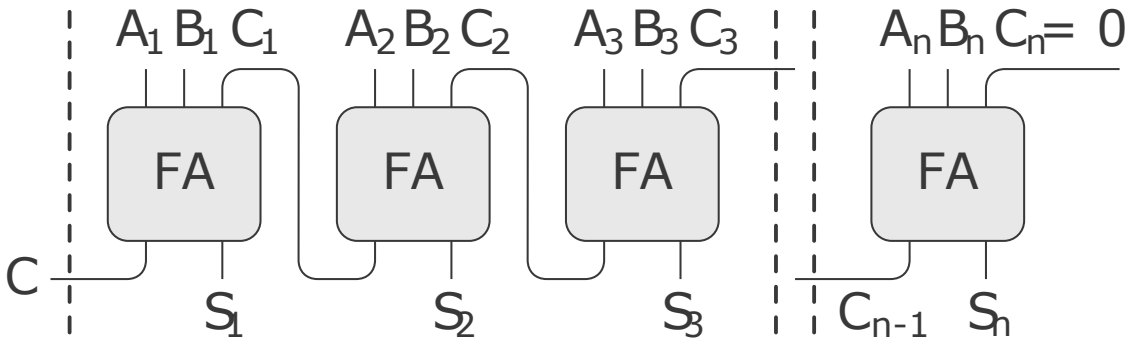 A₁ B₁ C₁ A₂ B₂ C₂ A₃ B₃ C₃ Aₙ Bₙ Cₙ= 0
FA FA FA FA
C Cₙ₋₁
S₁ S₂ S₃ Sₙ